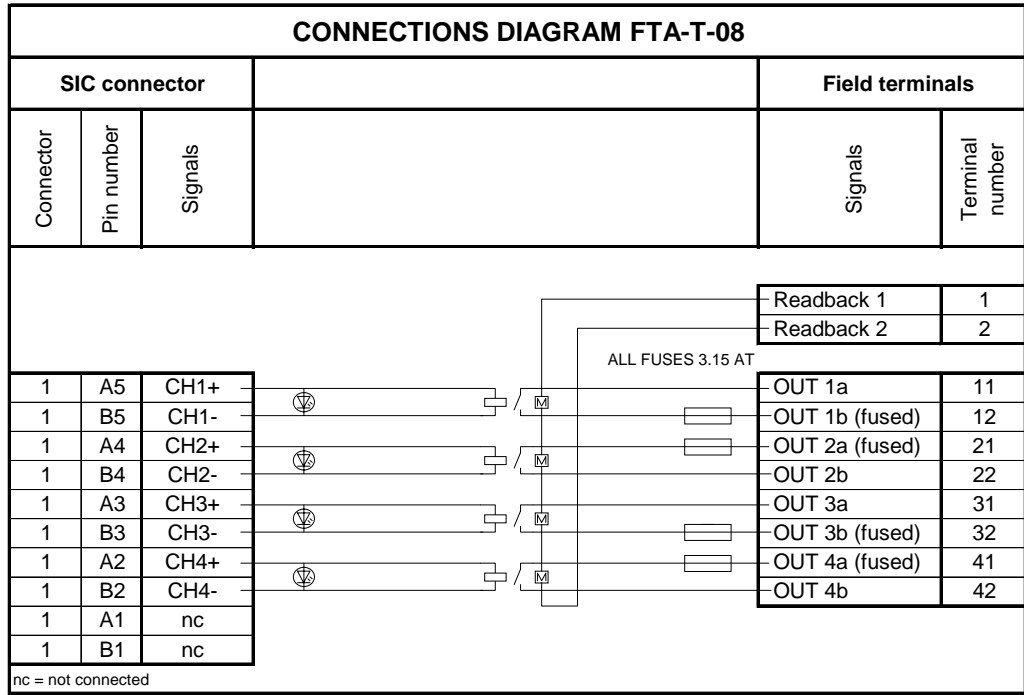 CONNECTIONS DIAGRAM FTA-T-08
SIC connector Field terminals
Connector Pin number Signals Signals Terminal number
Readback 1 1
Readback 2 2
ALL FUSES 3.15 AT
1 A5 CH1+ M OUT 1a 11
1 B5 CH1- OUT 1b (fused) 12
1 A4 CH2+ M OUT 2a (fused) 21
1 B4 CH2- OUT 2b 22
1 A3 CH3+ M OUT 3a 31
1 B3 CH3- OUT 3b (fused) 32
1 A2 CH4+ M OUT 4a (fused) 41
1 B2 CH4- OUT 4b 42
1 A1 nc
1 B1 nc
nc = not connected